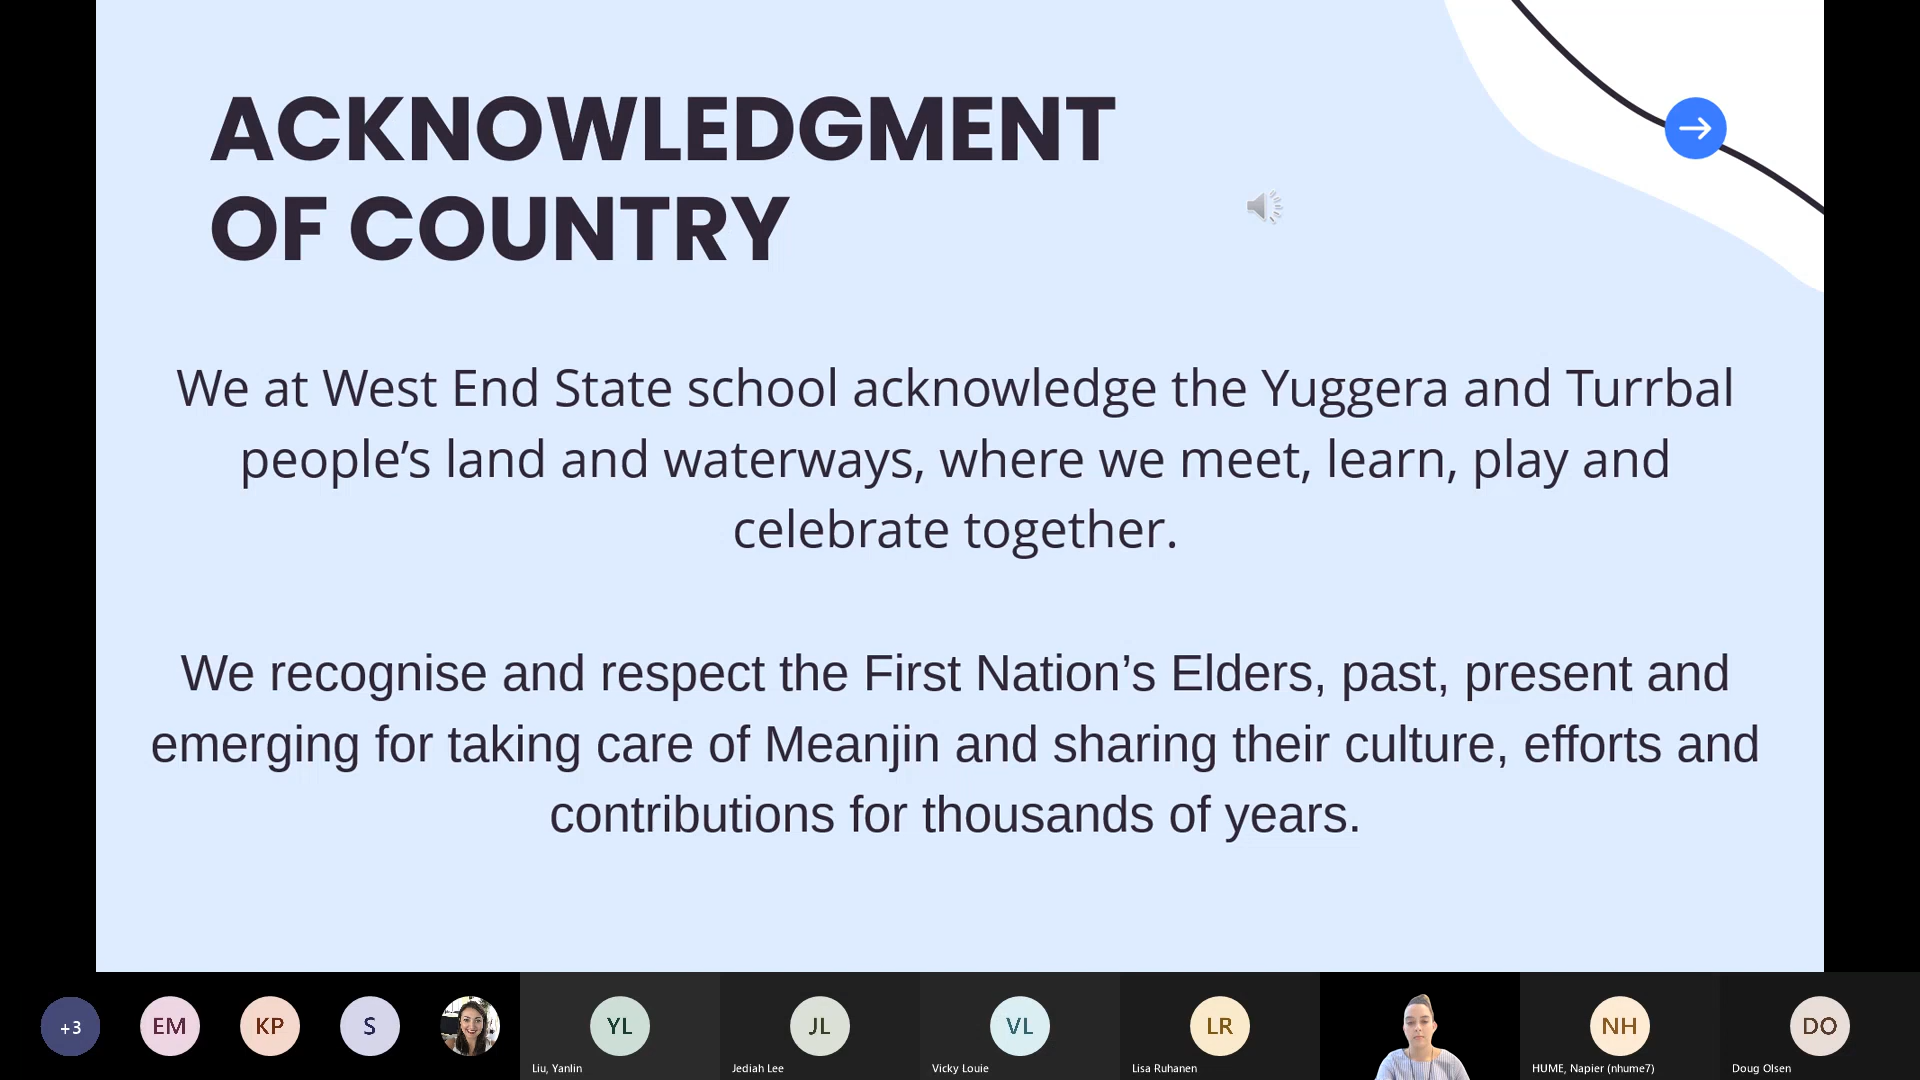 ACKNOWLEDGMENT
OF COUNTRY
We at West End State school acknowledge the Yuggera and Turrbal
people’s land and waterways, where we meet, learn, play and
celebrate together.
We recognise and respect the First Nation’s Elders, past, present and
emerging for taking care of Meanjin and sharing their culture, efforts and
contributions for thousands of years.
+3
EM
KP
S
YL
JL
VL
LR
NH
DO
Liu, Yanlin
Jediah Lee
Vicky Louie
Lisa Ruhanen
HUME, Napier (nhume7)
Doug Olsen